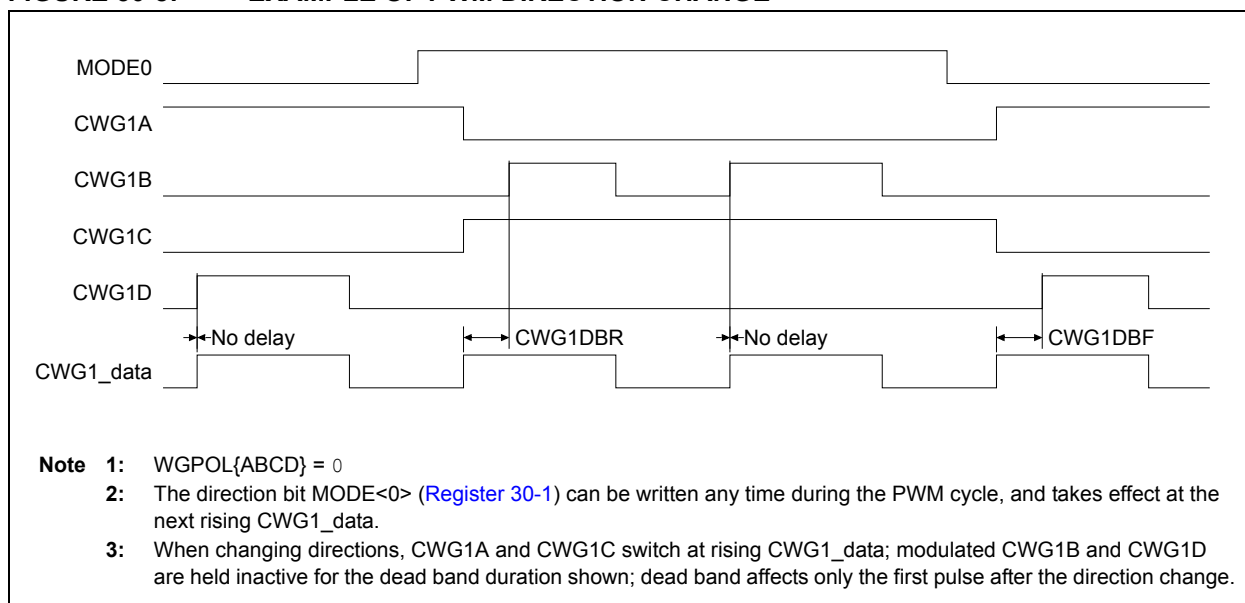 MODE0
CWG1A
CWG1B
CWG1C
CWG1D
No delay
CWG1DBR
No delay
CWG1DBF
CWG1_data
Note 1: WGPOL{ABCD} = 0
2: The direction bit MODE<0> (Register 30-1) can be written any time during the PWM cycle, and takes effect at the
next rising CWG1_data.
3: When changing directions, CWG1A and CWG1C switch at rising CWG1_data; modulated CWG1B and CWG1D
are held inactive for the dead band duration shown; dead band affects only the first pulse after the direction change.